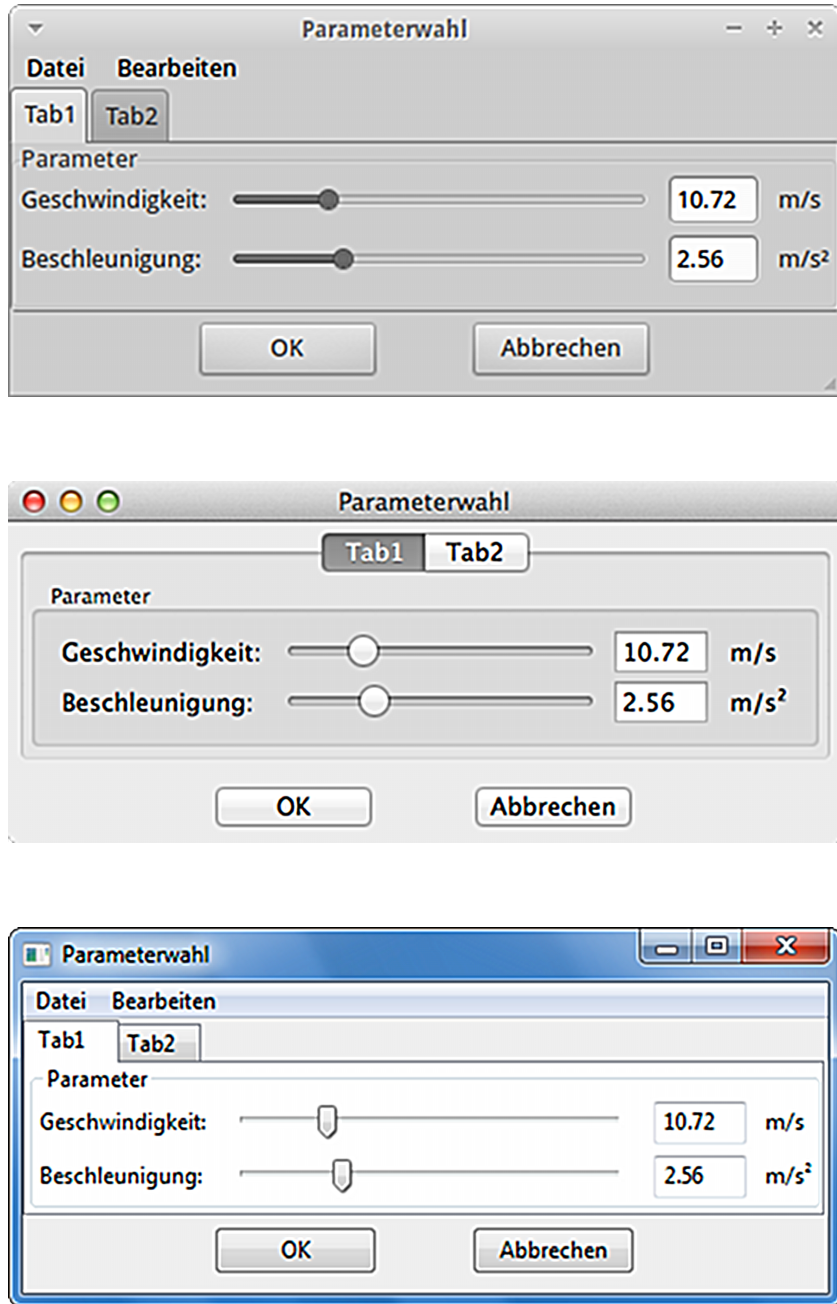 Parameterwahl
Datei Bearbeiten
Tab1 Tab2
Parameter
Geschwindigkeit: 10.72 m/s
Beschleunigung: 2.56 m/s²
OK Abbrechen
Parameterwahl
Tab1 Tab2
Parameter
Geschwindigkeit: 10.72 m/s
Beschleunigung: 2.56 m/s²
OK Abbrechen
Parameterwahl
Datei Bearbeiten
Tab1 Tab2
Parameter
Geschwindigkeit: 10.72 m/s
Beschleunigung: 2.56 m/s²
OK Abbrechen